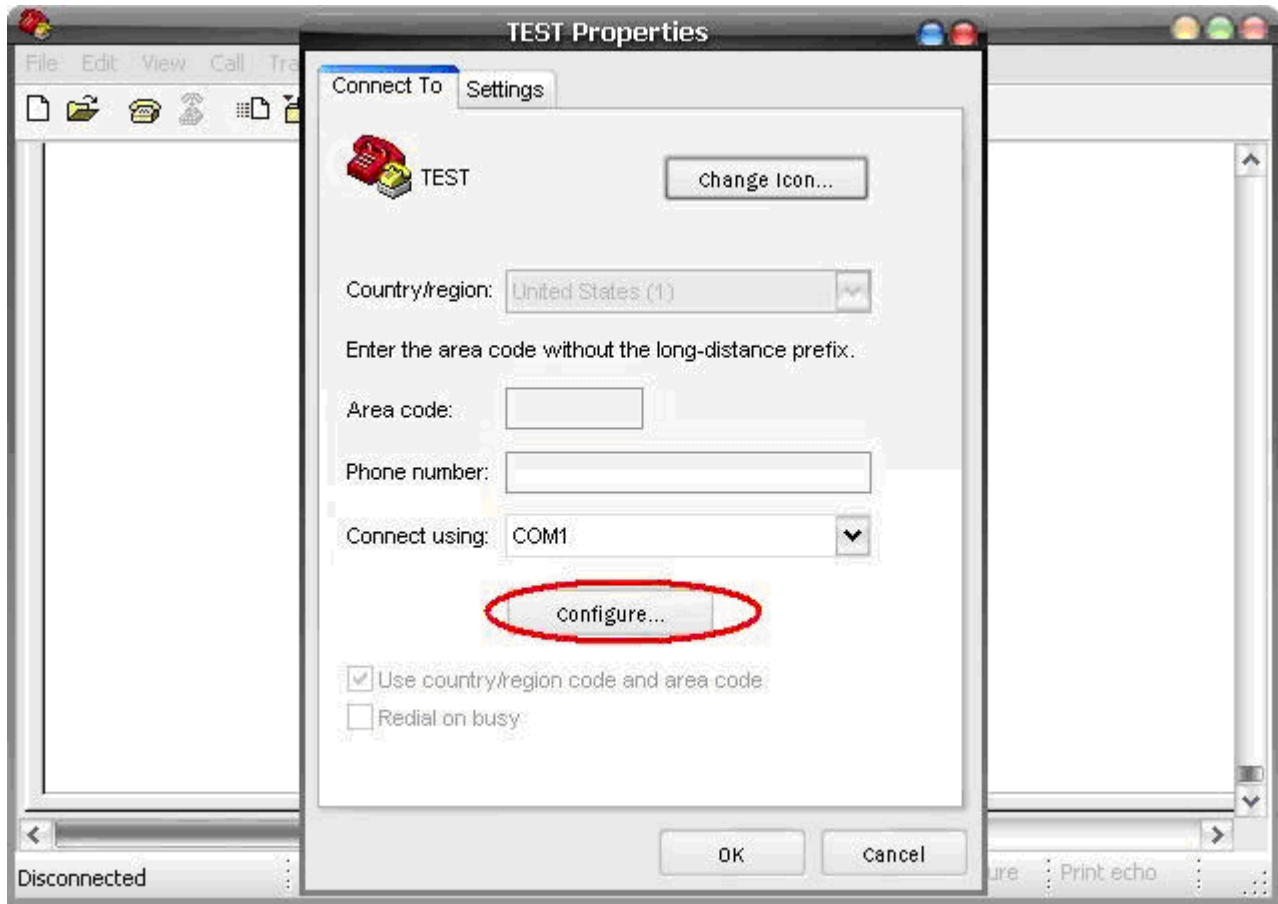 TEST Properties
File Edit View Call Tra
Connect To Settings
TEST
Change Icon...
Country/region: United States (1)
Enter the area code without the long-distance prefix.
Area code:
Phone number:
Connect using: COM1
Configure...
Use country/region code and area code
Redial on busy
OK Cancel
Disconnected ure Print echo